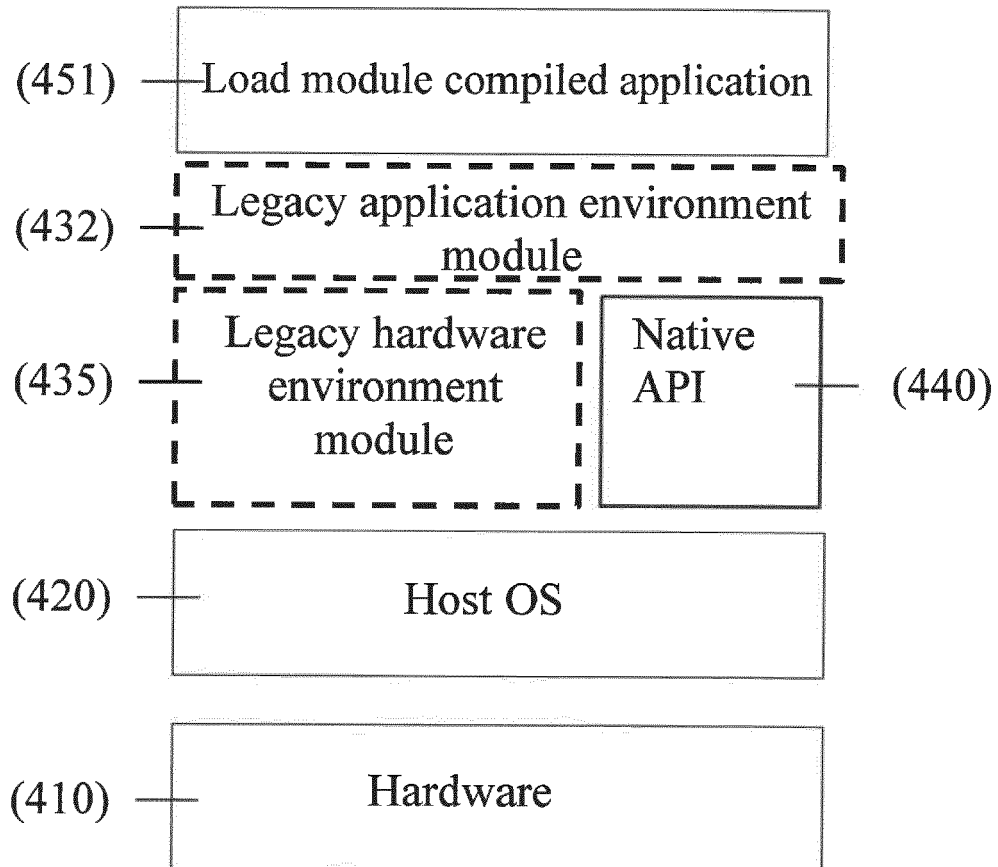 (451)
Load module compiled application
(432)
Legacy application environment
module
(435)
Legacy hardware
environment
module
Native
API
(440)
(420)
Host OS
(410)
Hardware